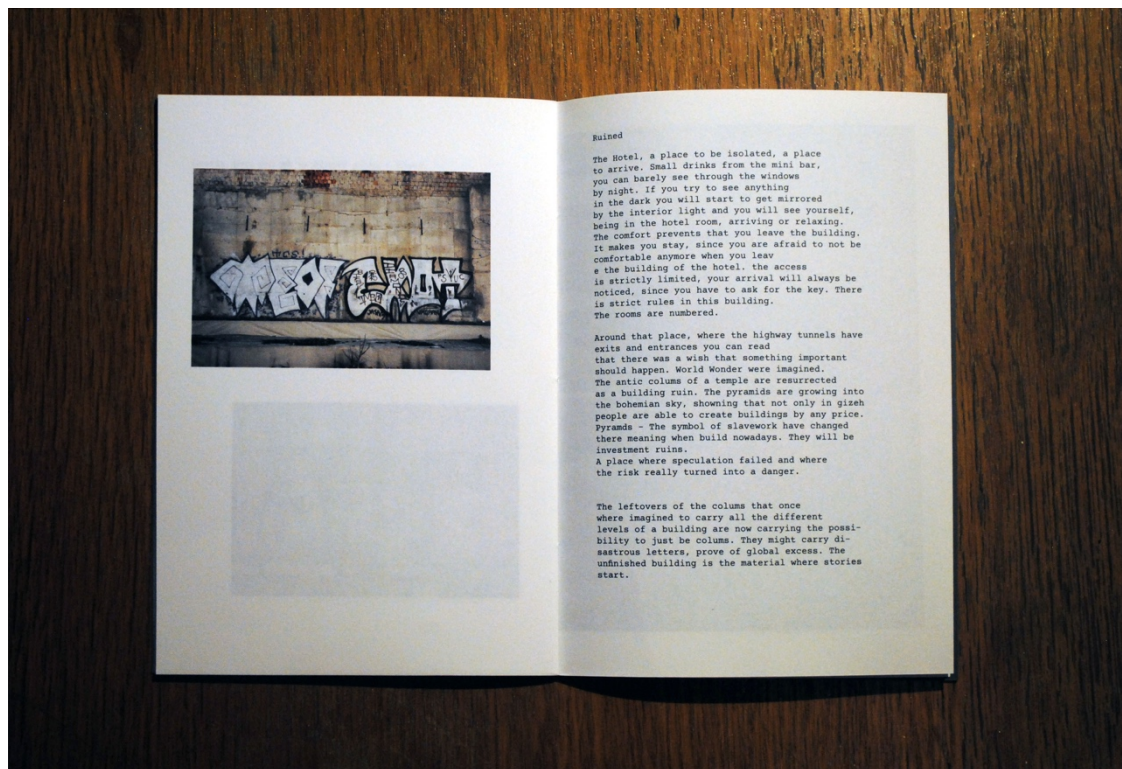 Ruined
The Hotel, a place to be isolated, a place
to arrive. Small drinks from the mini bar,
you can barely see through the windows
by night. If you try to see anything
in the dark you will start to get mirrored
by the interior light and you will see yourself,
being in the hotel room, arriving or relaxing.
The comfort prevents that you leave the building.
It makes you stay, since you are afraid to not be
comfortable anymore when you leav
e the building of the hotel. the access
is strictly limited, your arrival will always be
noticed, since you have to ask for the key. There
is strict rules in this building.
The rooms are numbered.
Around that place, where the highway tunnels have
exits and entrances you can read
that there was a wish that something important
should happen. World Wonder were imagined.
The antic colums of a temple are resurrected
as a building ruin. The pyramids are growing into
the bohemian sky, showning that not only in gizeh
people are able to create buildings by any price.
Pyramds - The symbol of slavework have changed
there meaning when build nowadays. They will be
investment ruins.
A place where speculation failed and where
the risk really turned into a danger.
The leftovers of the colums that once
where imagined to carry all the different
levels of a building are now carrying the possi-
bility to just be colums. They might carry di-
sastrous letters, prove of global excess. The
unfinished building is the material where stories
start.